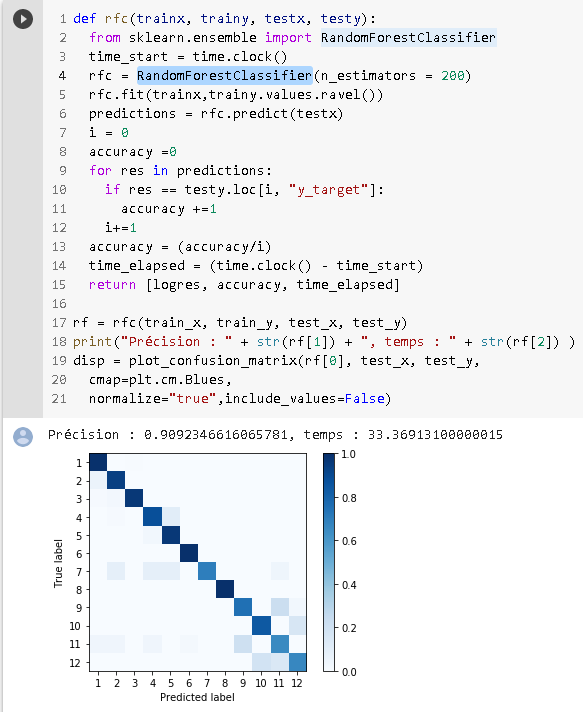 1 def rfc(trainx, trainy, testx, testy):
2 from sklearn.ensemble import RandomForestClassifier
3 time_start = time.clock()
4 rfc = RandomForestClassifier(n_estimators = 200)
5 rfc.fit(trainx,trainy.values.ravel())
6 predictions = rfc.predict(testx)
7 i = 0
8 accuracy =0
9 for res in predictions:
10 if res == testy.loc[i, "y_target"]:
11 accuracy +=1
12 i+=1
13 accuracy = (accuracy/i)
14 time_elapsed = (time.clock() - time_start)
15 return [logres, accuracy, time_elapsed]
16
17 rf = rfc(train_x, train_y, test_x, test_y)
18 print("Précision : " + str(rf[1]) + ", temps : " + str(rf[2]) )
19 disp = plot_confusion_matrix(rf[0], test_x, test_y,
20 cmap=plt.cm.Blues,
21 normalize="true",include_values=False)
Précision : 0.9092346616065781, temps : 33.36913100000015
True label
1
2
3
4
5
6
7
8
9
10
11
12
1 2 3 4 5 6 7 8 9 10 11 12
Predicted label
1.0
0.8
0.6
0.4
0.2
0.0